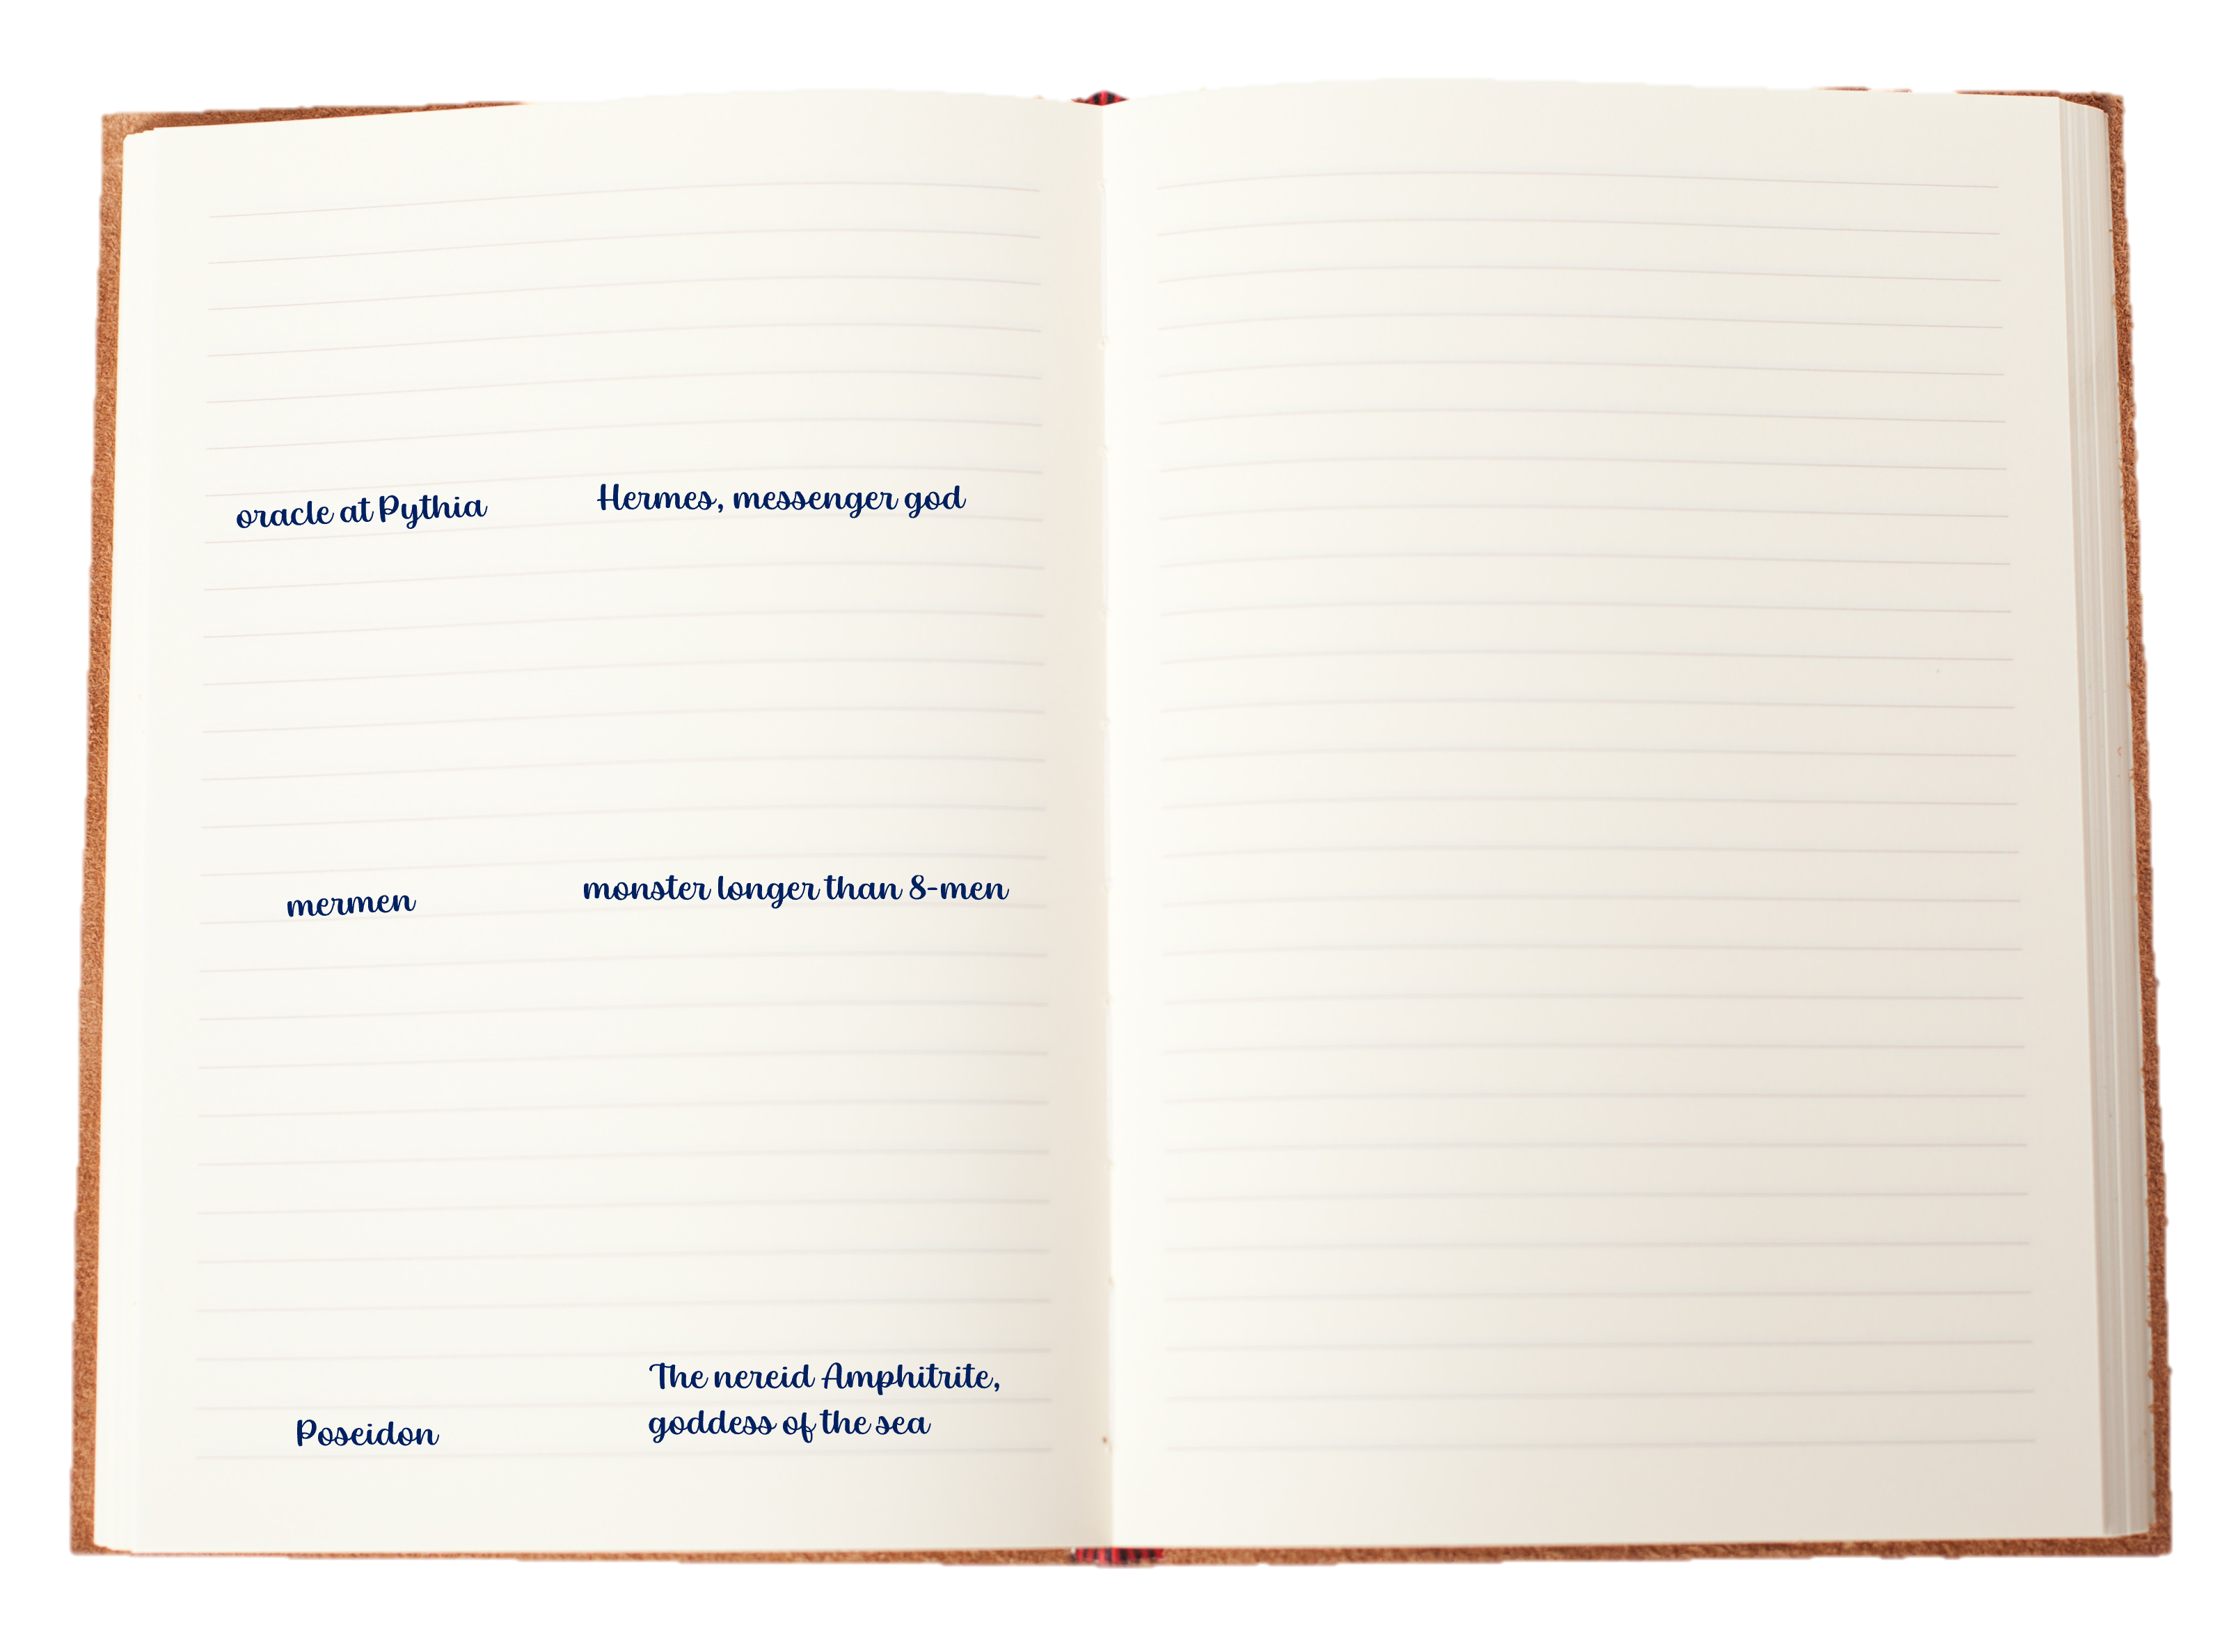 oracle at Pythia
Hermes, messenger god
mermen
monster longer than 8-men
The nereid Amphitrite,
goddess of the sea
Poseidon